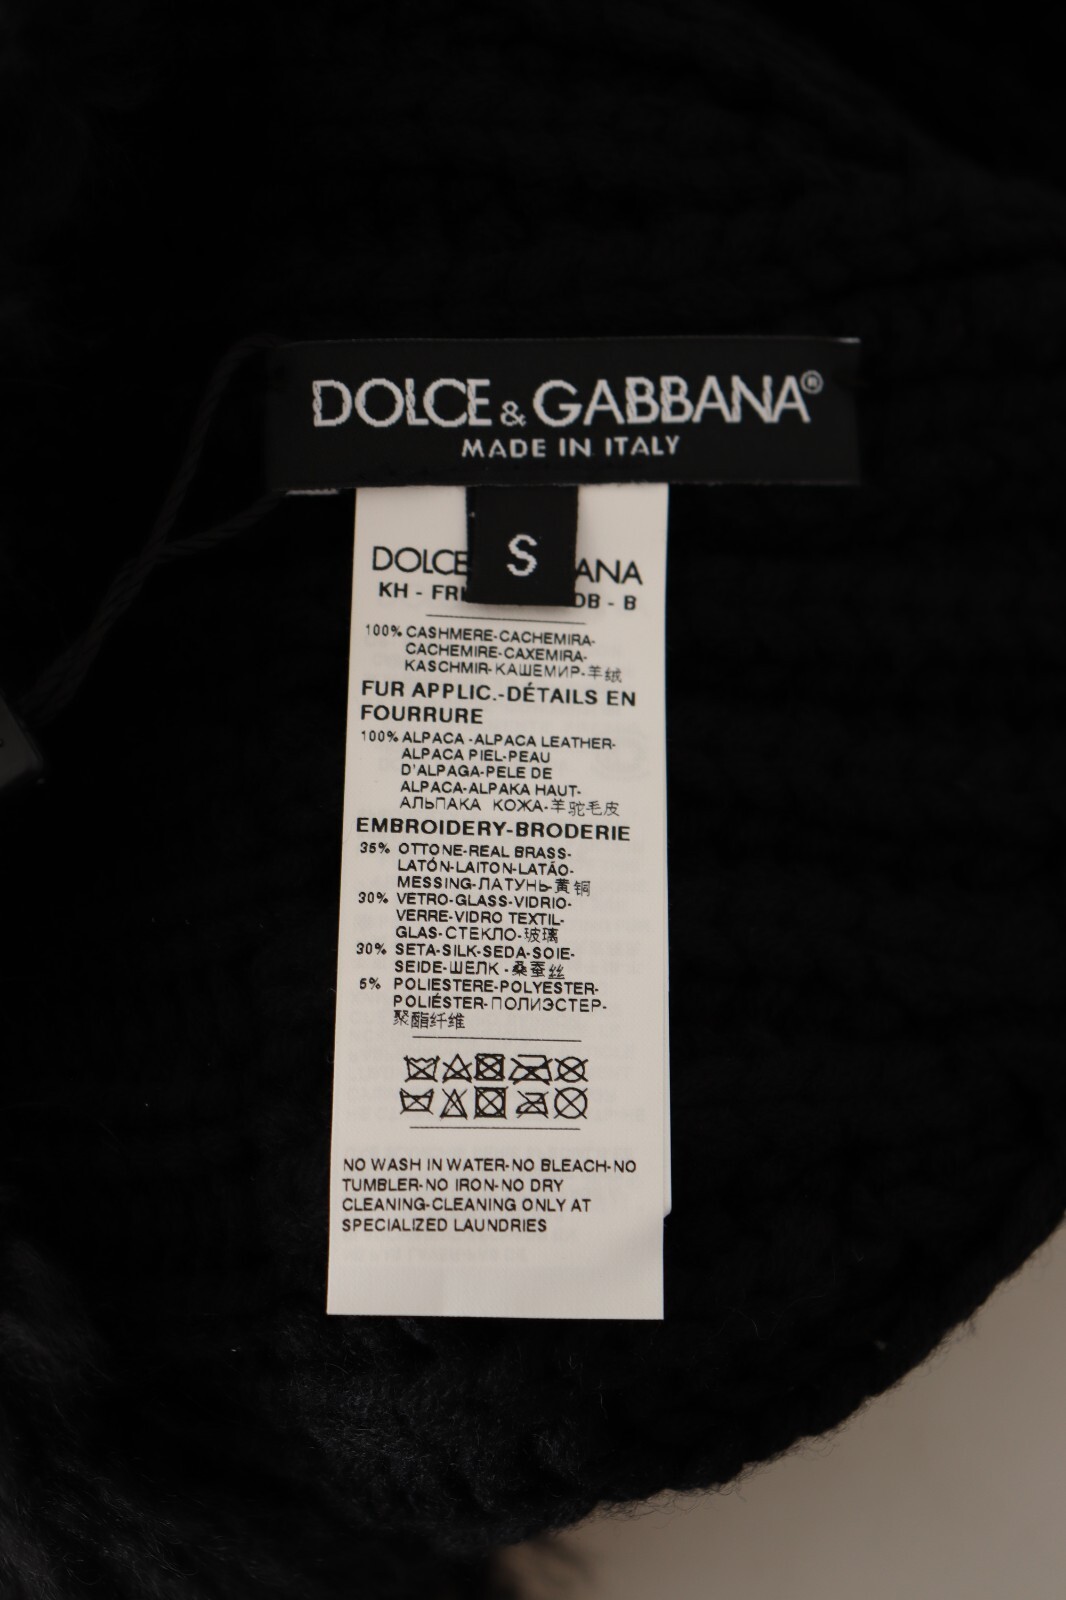 DOLCE & GABBANA®
MADE IN ITALY
S
DOLCE ANA
KH - DB - B
100% CASHMERE-CACHEMIRA-
CACHEMIRE-CAXEMIRA-
KASCHMIR-КАШЕМИР-羊绒
FUR APPLIC.-DÉTAILS EN
FOURRURE
100% ALPACA -ALPACA LEATHER-
ALPACA PIEL-PEAU
D'ALPAGA-PELE DE
ALPACA-ALPAKA HAUT-
АЛЬПАКА КОЖА-羊驼毛皮
EMBROIDERY-BRODERIE
35% OTTONE-REAL BRASS-
LATÓN-LAITON-LATÃO-
MESSING-ЛАТУНЬ-黄铜
30% VETRO-GLASS-VIDRIO-
VERRE-VIDRO TEXTIL-
GLAS-СТЕКЛО-玻璃
30% SETA-SILK-SEDA-SOIE-
SEIDE-ШЕЛК -桑蚕丝
5% POLIESTERE-POLYESTER-
POLIÉSTER-ПОЛИЭСТЕР-
聚酯纤维
NO WASH IN WATER-NO BLEACH-NO
TUMBLER-NO IRON-NO DRY
CLEANING-CLEANING ONLY AT
SPECIALIZED LAUNDRIES